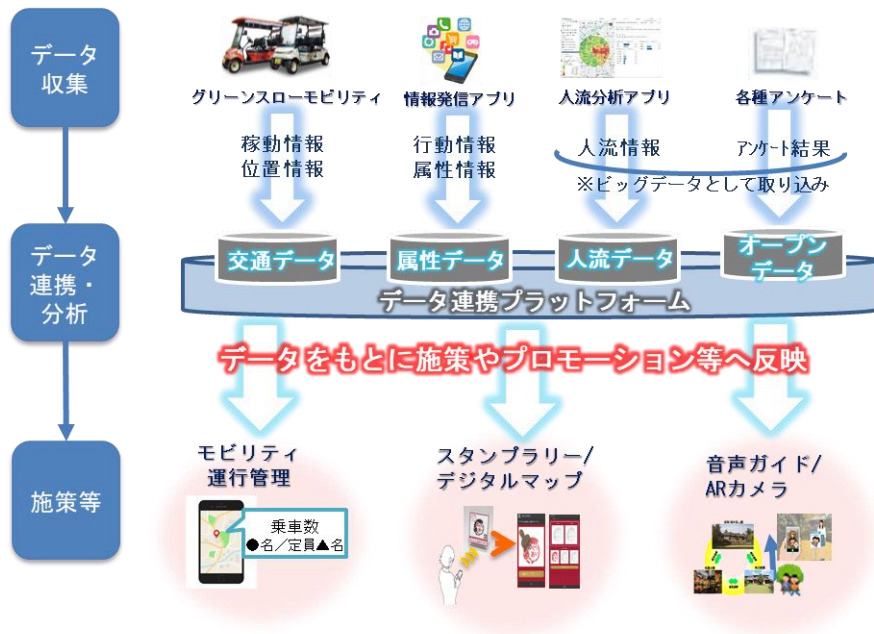 データ
収集
グリーンスローモビリティ
情報発信アプリ
人流分析アプリ
各種アンケート
稼動情報
位置情報
行動情報
属性情報
人流情報
アンケート結果
※ビッグデータとして取り込み
データ
連携・
分析
交通データ
属性データ
人流データ
オープン
データ
データ連携プラットフォーム
データをもとに施策やプロモーション等へ反映
施策等
モビリティ
運行管理
乗車数
●名／定員▲名
スタンプラリー/
デジタルマップ
音声ガイド/
ARカメラ